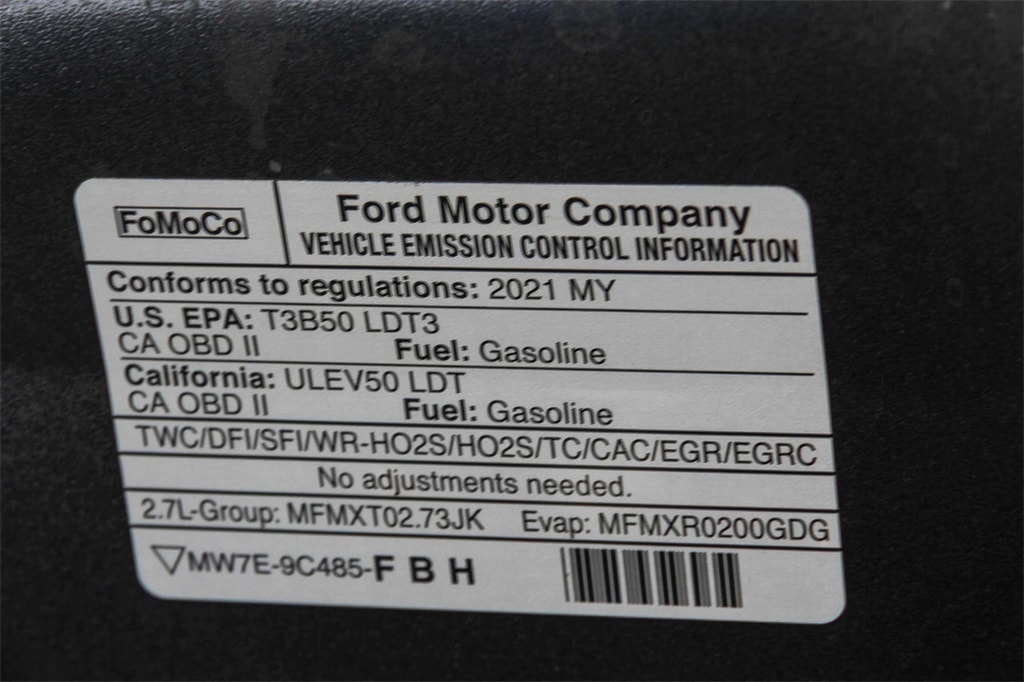 FoMoCo
Ford Motor Company
VEHICLE EMISSION CONTROL INFORMATION
Conforms to regulations: 2021 MY
U.S. EPA: T3B50 LDT3
CA OBD II Fuel: Gasoline
California: ULEV50 LDT
CA OBD II Fuel: Gasoline
TWC/DFI/SFI/WR-HO2S/HO2S/TC/CAC/EGR/EGRC
No adjustments needed.
2.7L-Group: MFMXT02.73JK Evap: MFMXR0200GDG
MW7E-9C485-F B H